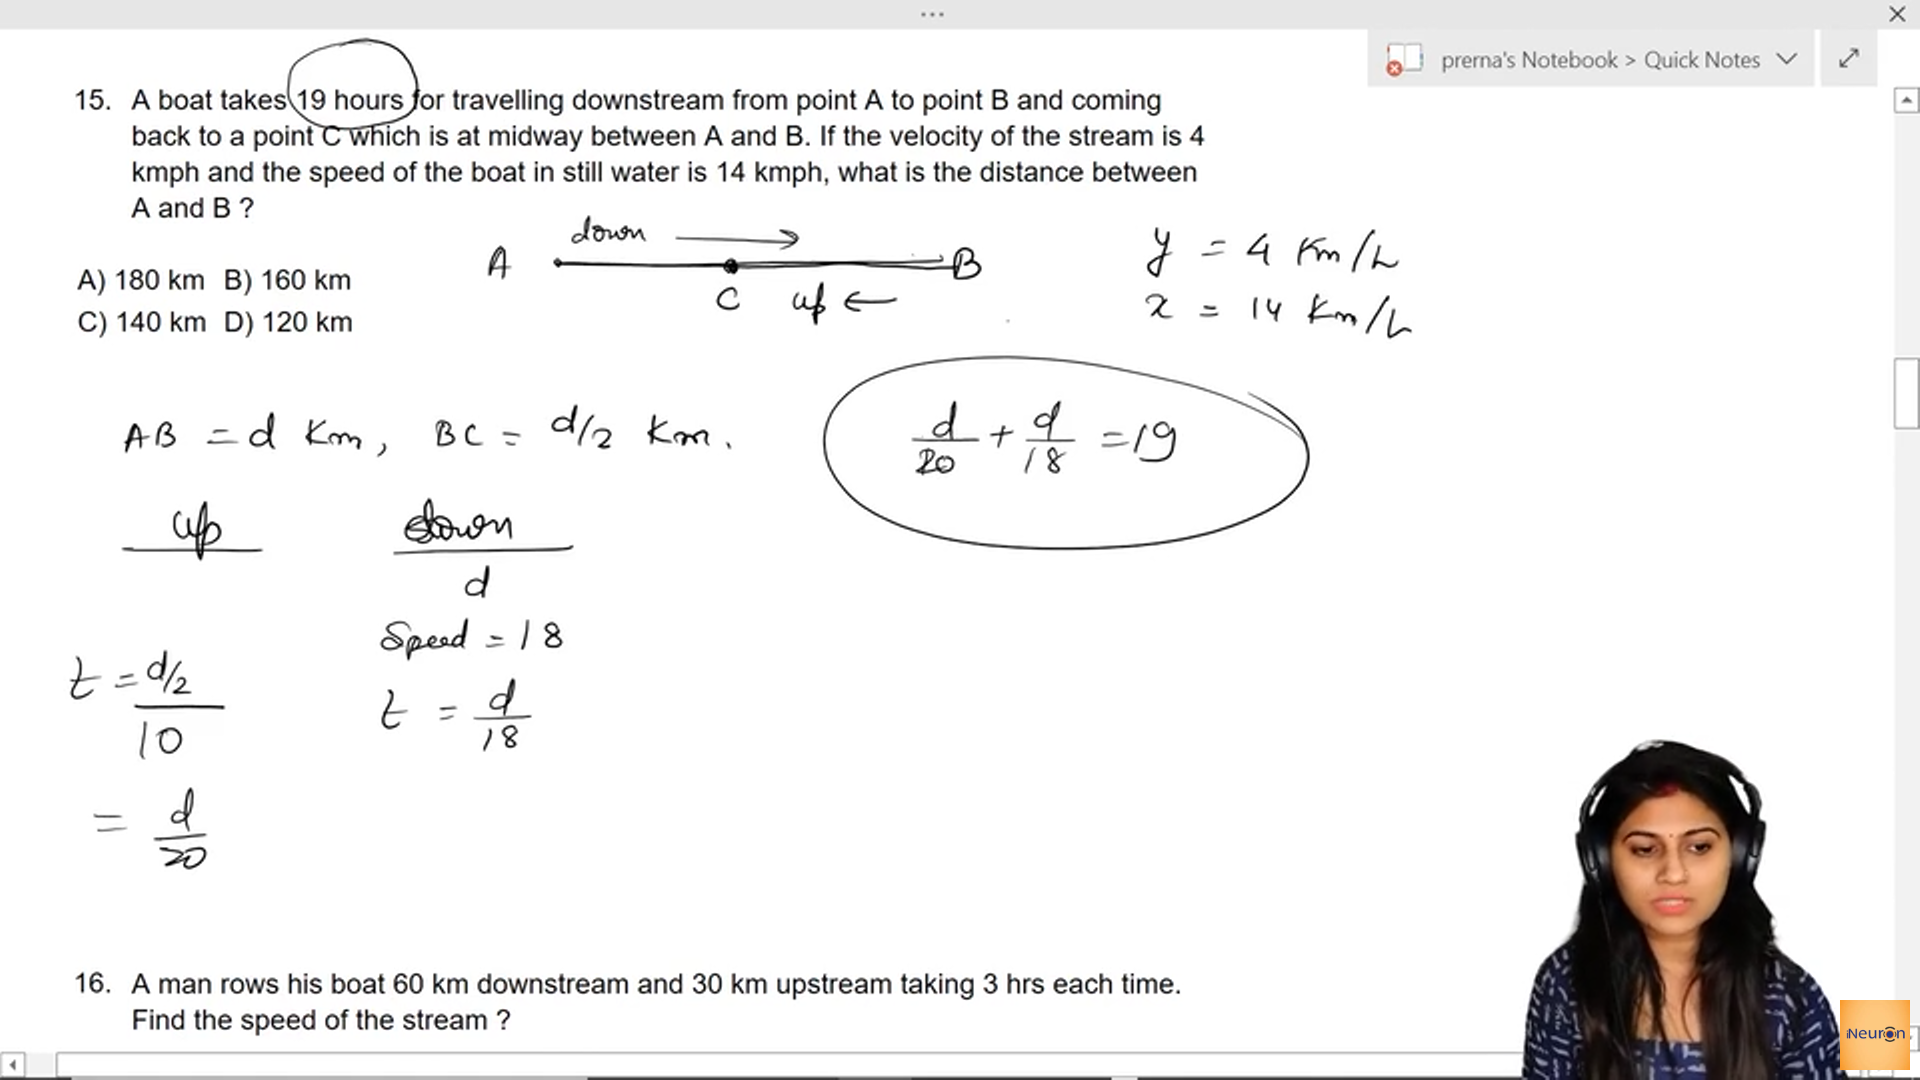 prerna's Notebook > Quick Notes
15. A boat takes 19 hours for travelling downstream from point A to point B and coming
back to a point C which is at midway between A and B. If the velocity of the stream is 4
kmph and the speed of the boat in still water is 14 kmph, what is the distance between
A and B ?
A) 180 km B) 160 km
C) 140 km D) 120 km
down
A B
C up
y = 4 Km/h
x = 14 Km/h
AB = d Km, BC = d/2 Km.
d/20 + d/18 = 19
up down
d
Speed = 18
t = d/2 / 10
t = d/18
= d/20
16. A man rows his boat 60 km downstream and 30 km upstream taking 3 hrs each time.
Find the speed of the stream ?
iNeuron